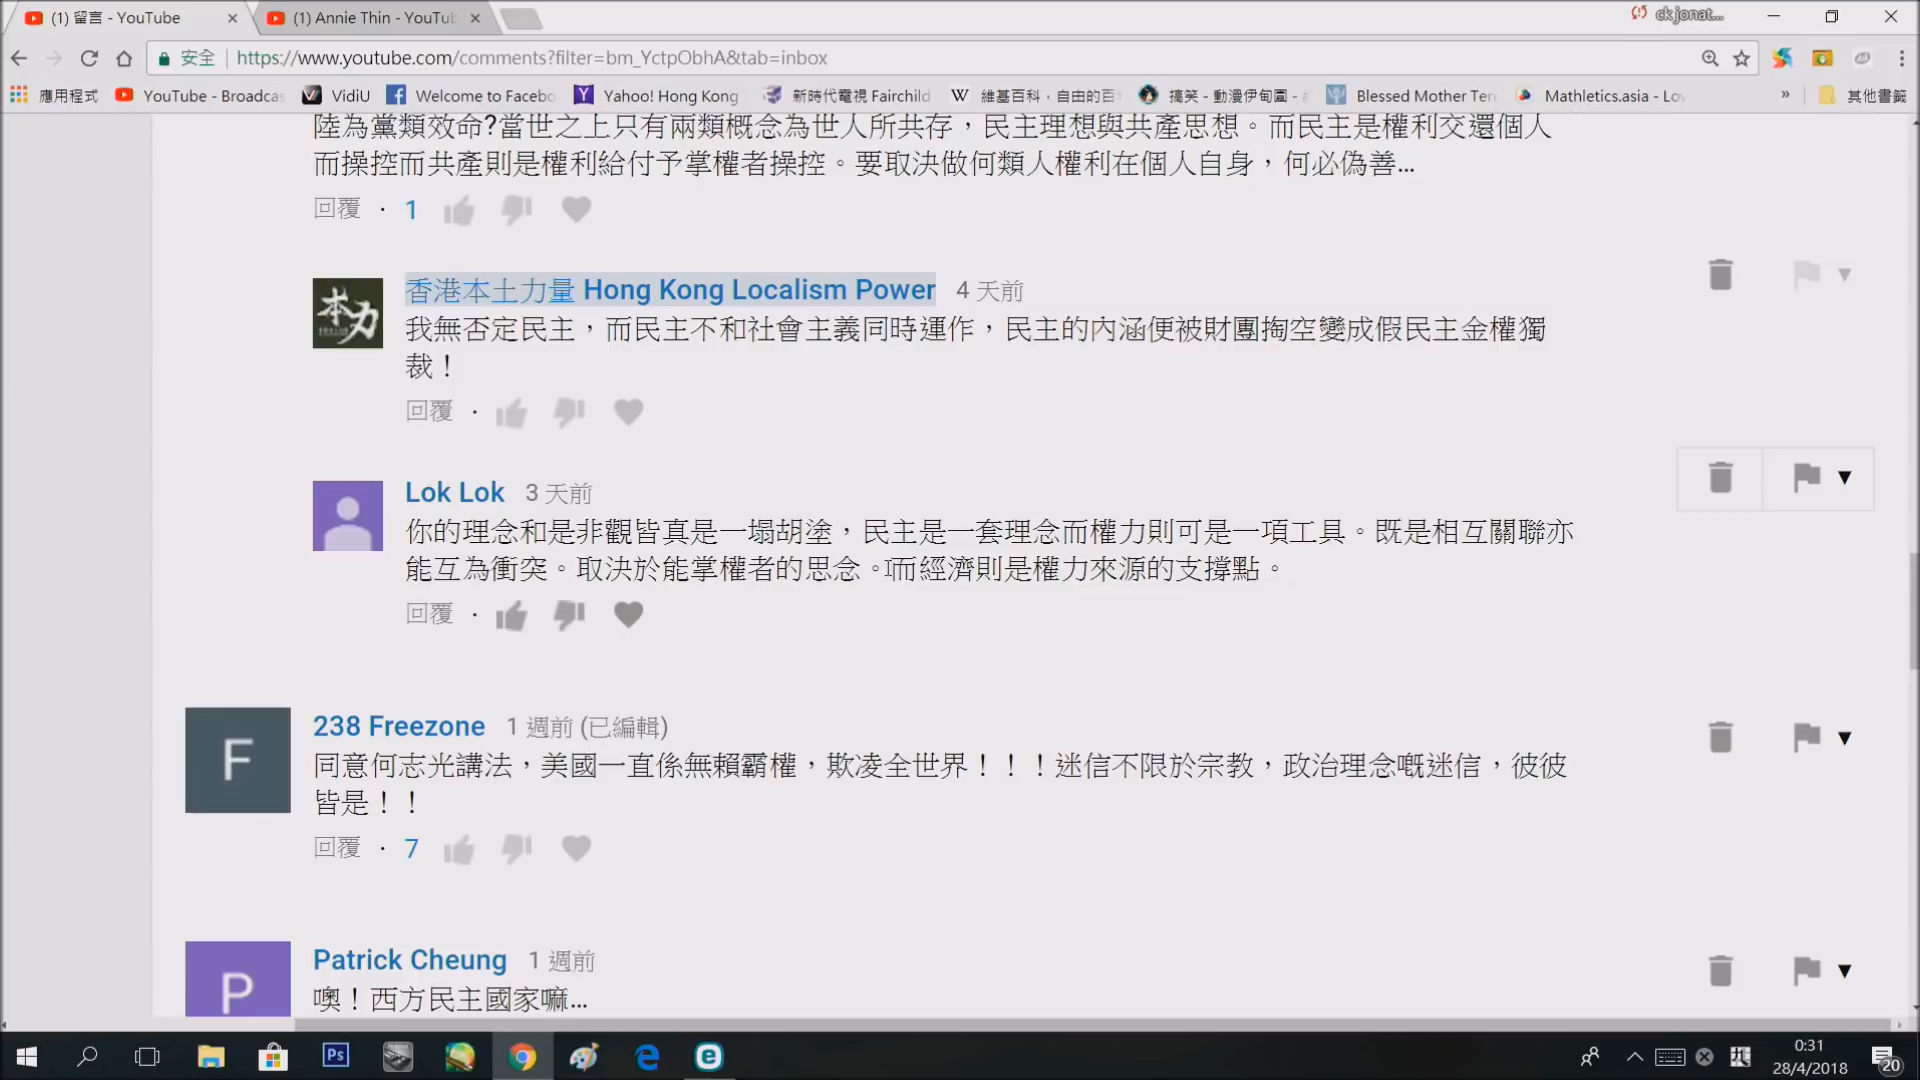 (1) 留言 - YouTube
(1) Annie Thin - YouTu
ckjonat...
安全 https://www.youtube.com/comments?filter=bm_YctpObhA&tab=inbox
應用程式 YouTube - Broadcas VidiU Welcome to Facebo Yahoo! Hong Kong 新時代電視 Fairchild 維基百科，自由的百 搞笑 - 動漫伊甸園 - Blessed Mother Ter Mathletics.asia - Lo » 其他書籤
陸為黨類效命?當世之上只有兩類概念為世人所共存，民主理想與共產思想。而民主是權利交還個人
而操控而共產則是權利給付予掌權者操控。要取決做何類人權利在個人自身，何必偽善...
回覆 · 1
本力
香港本土力量 Hong Kong Localism Power 4 天前
我無否定民主，而民主不和社會主義同時運作，民主的內涵便被財團掏空變成假民主金權獨
裁！
回覆 ·
Lok Lok 3 天前
你的理念和是非觀皆真是一塌胡塗，民主是一套理念而權力則可是一項工具。既是相互關聯亦
能互為衝突。取決於能掌權者的思念。而經濟則是權力來源的支撐點。
回覆 ·
F
238 Freezone 1 週前 (已編輯)
同意何志光講法，美國一直係無賴霸權，欺凌全世界！！！迷信不限於宗教，政治理念嘅迷信，彼彼
皆是！！
回覆 · 7
P
Patrick Cheung 1 週前
噢！西方民主國家嘛...
Ps
0:31
28/4/2018
20